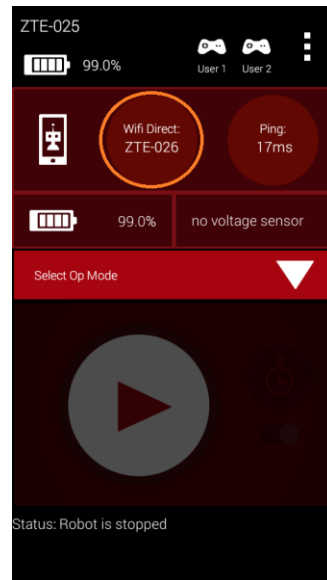 ZTE-025
99.0%
User 1 User 2
Wifi Direct:
ZTE-026
Ping:
17ms
99.0%
no voltage sensor
Select Op Mode
Status: Robot is stopped